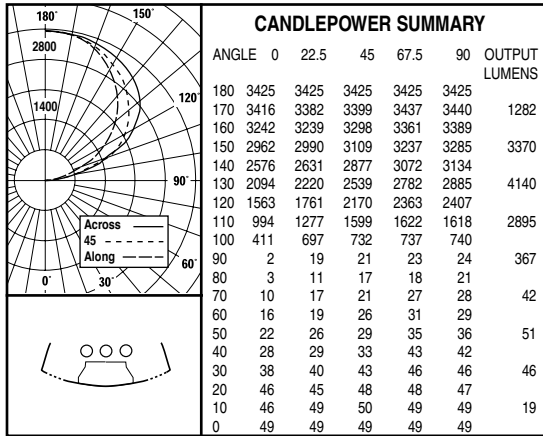 180° 150°
2800
120°
1400
90°
Across
45
Along
60°
0° 30°
CANDLEPOWER SUMMARY
ANGLE 0 22.5 45 67.5 90 OUTPUT
LUMENS
180 3425 3425 3425 3425 3425
170 3416 3382 3399 3437 3440 1282
160 3242 3239 3298 3361 3389
150 2962 2990 3109 3237 3285 3370
140 2576 2631 2877 3072 3134
130 2094 2220 2539 2782 2885 4140
120 1563 1761 2170 2363 2407
110 994 1277 1599 1622 1618 2895
100 411 697 732 737 740
90 2 19 21 23 24 367
80 3 11 17 18 21
70 10 17 21 27 28 42
60 16 19 26 31 29
50 22 26 29 35 36 51
40 28 29 33 43 42
30 38 40 43 46 46 46
20 46 45 48 48 47
10 46 49 50 49 49 19
0 49 49 49 49 49